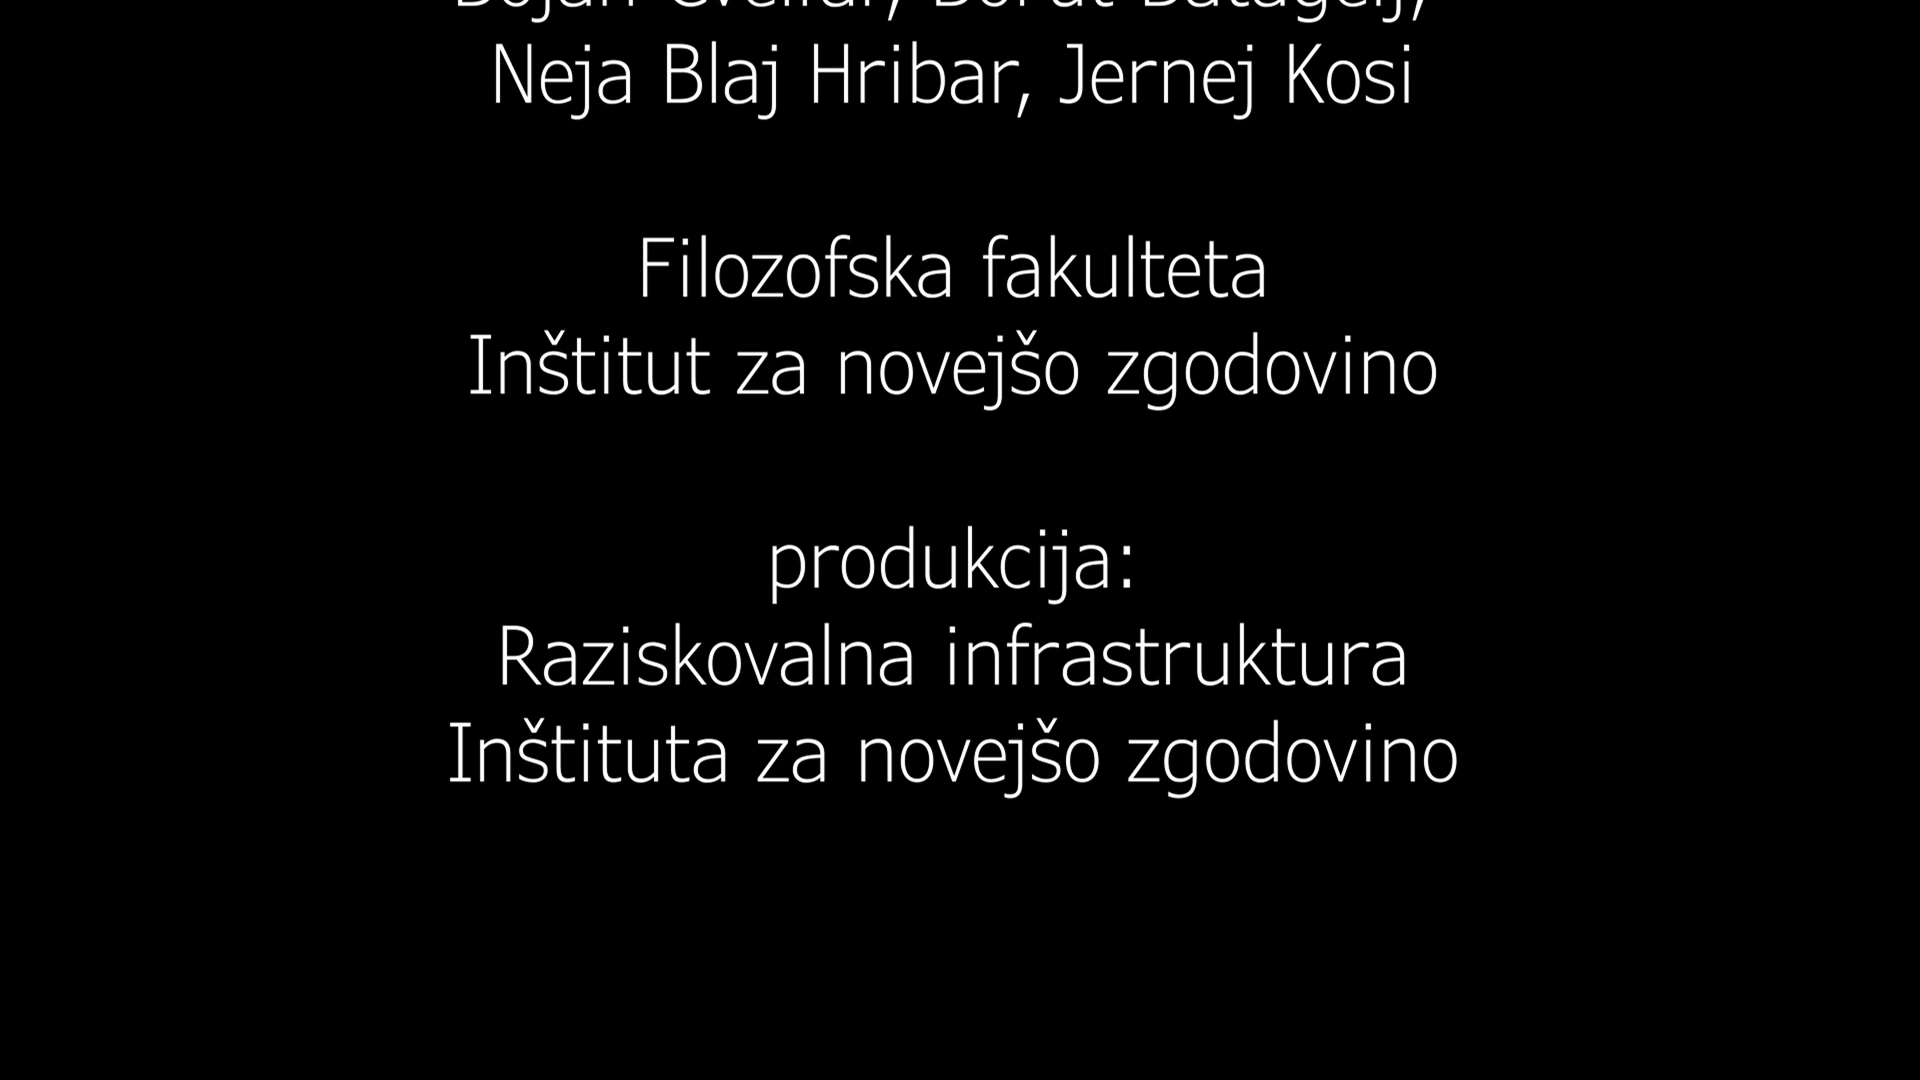 Neja Blaj Hribar, Jernej Kosi
Filozofska fakulteta
Inštitut za novejšo zgodovino
produkcija:
Raziskovalna infrastruktura
Inštituta za novejšo zgodovino